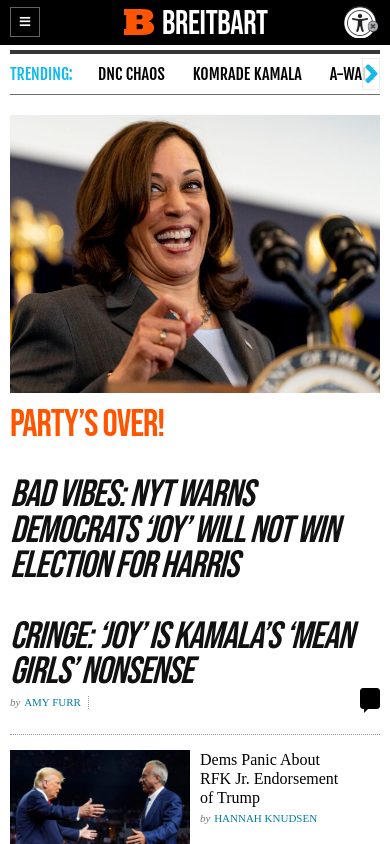 B BREITBART
TRENDING: DNC CHAOS KOMRADE KAMALA A-WA
PARTY’S OVER!
BAD VIBES: NYT WARNS
DEMOCRATS ‘JOY’ WILL NOT WIN
ELECTION FOR HARRIS
CRINGE: ‘JOY’ IS KAMALA’S ‘MEAN
GIRLS’ NONSENSE
by AMY FURR
Dems Panic About
RFK Jr. Endorsement
of Trump
by HANNAH KNUDSEN